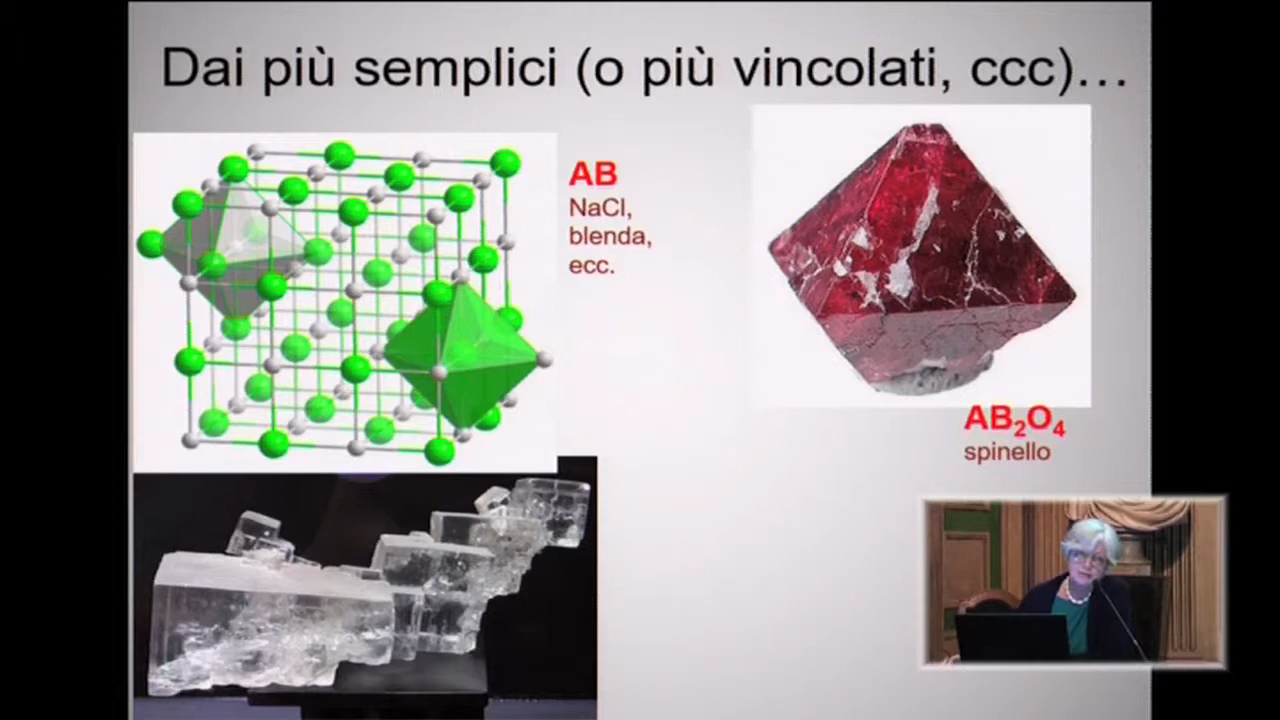 Dai più semplici (o più vincolati, ccc)…
AB
NaCl,
blenda,
ecc.
AB₂O₄
spinello